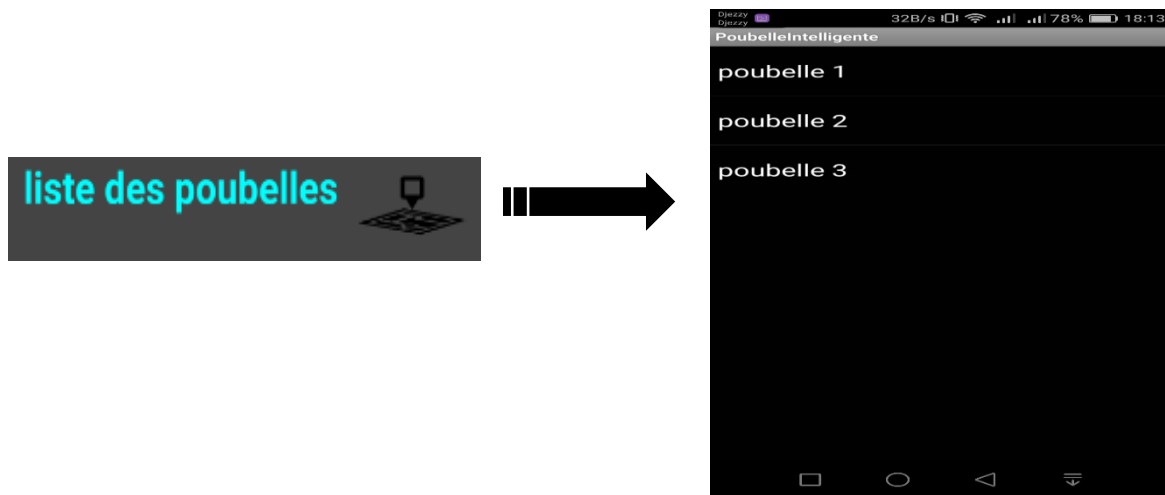 liste des poubelles
Djezzy
Djezzy
32B/s 78% 18:13
PoubelleIntelligente
poubelle 1
poubelle 2
poubelle 3